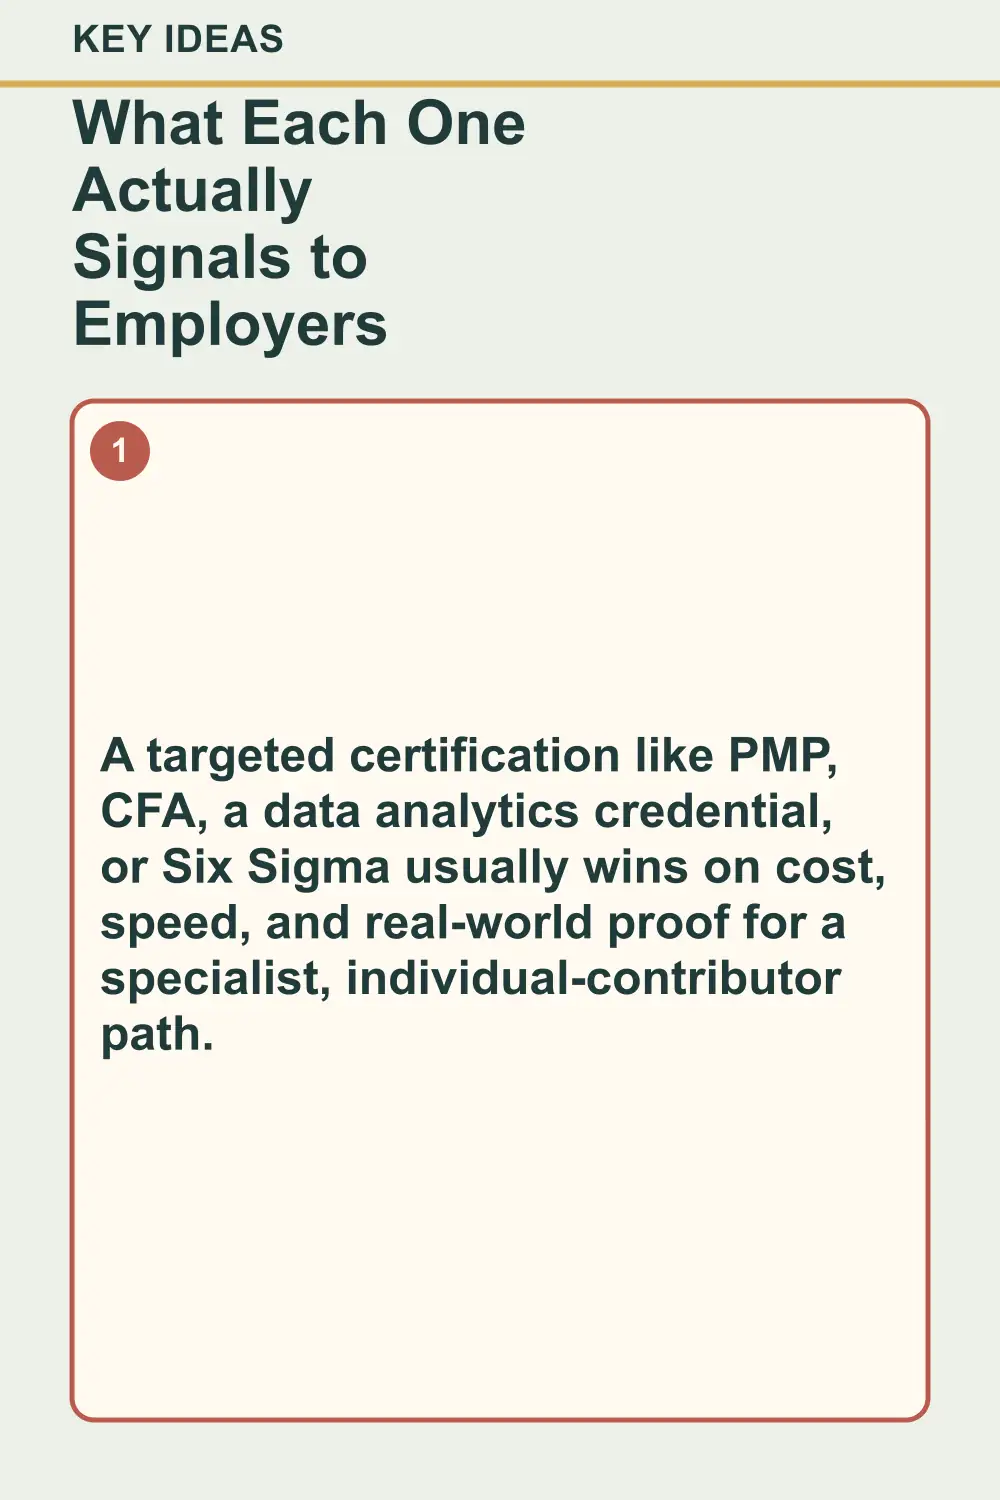 KEY IDEAS
What Each One
Actually
Signals to
Employers
1
A targeted certification like PMP,
CFA, a data analytics credential,
or Six Sigma usually wins on cost,
speed, and real-world proof for a
specialist, individual-contributor
path.